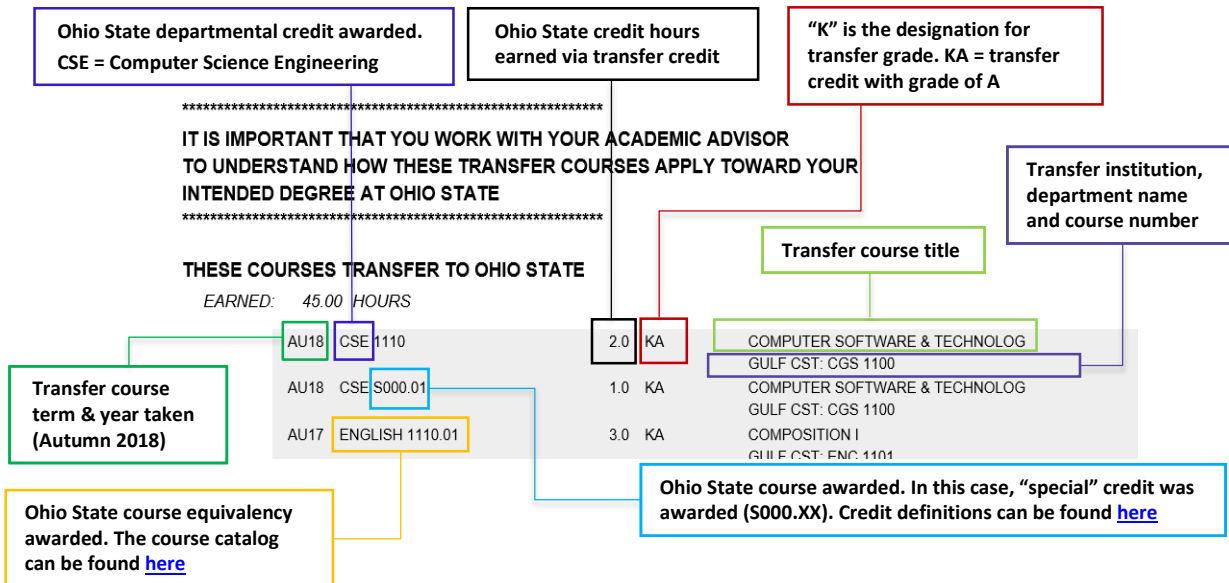 Ohio State departmental credit awarded.
CSE = Computer Science Engineering
Ohio State credit hours
earned via transfer credit
“K” is the designation for
transfer grade. KA = transfer
credit with grade of A
************************************************************
IT IS IMPORTANT THAT YOU WORK WITH YOUR ACADEMIC ADVISOR
TO UNDERSTAND HOW THESE TRANSFER COURSES APPLY TOWARD YOUR
INTENDED DEGREE AT OHIO STATE
************************************************************
Transfer institution,
department name
and course number
Transfer course title
THESE COURSES TRANSFER TO OHIO STATE
EARNED: 45.00 HOURS
AU18 CSE 1110 2.0 KA COMPUTER SOFTWARE & TECHNOLOG
GULF CST: CGS 1100
AU18 CSE S000.01 1.0 KA COMPUTER SOFTWARE & TECHNOLOG
GULF CST: CGS 1100
AU17 ENGLISH 1110.01 3.0 KA COMPOSITION I
GULF CST: ENC 1101
Transfer course
term & year taken
(Autumn 2018)
Ohio State course awarded. In this case, “special” credit was
awarded (S000.XX). Credit definitions can be found here
Ohio State course equivalency
awarded. The course catalog
can be found here